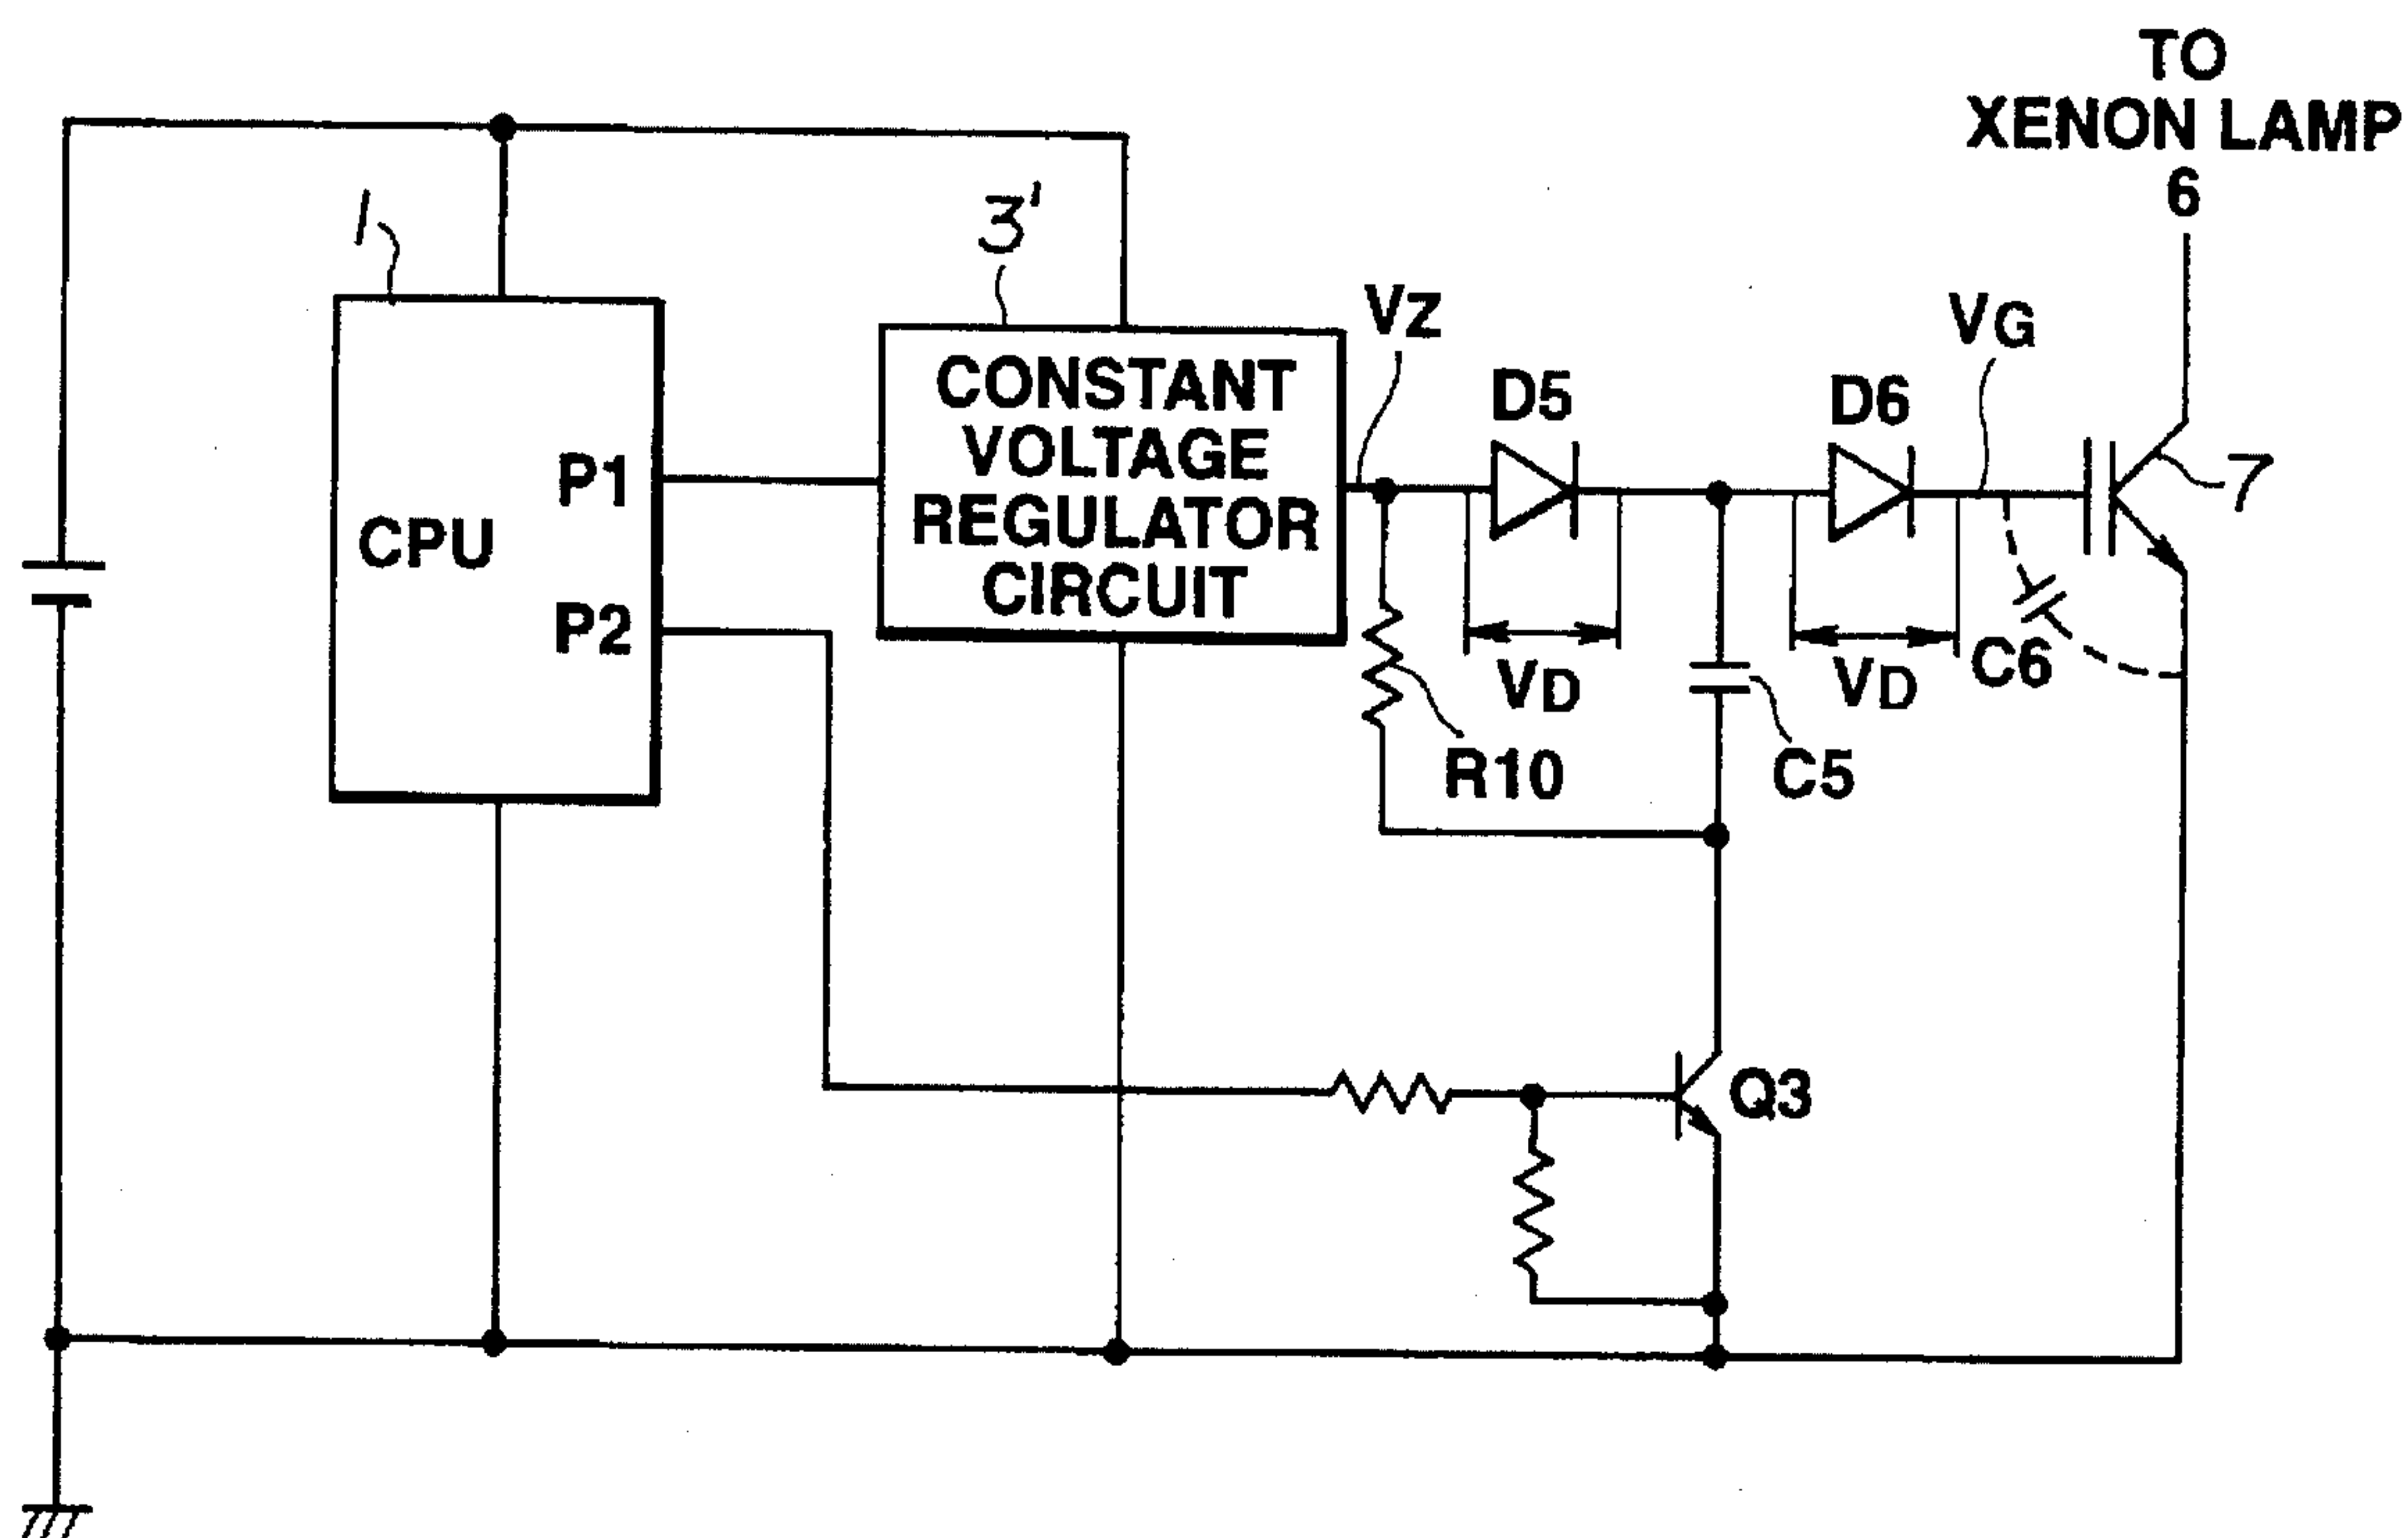 TO
XENON LAMP
6
1
3'
VZ
VG
CONSTANT
VOLTAGE
REGULATOR
CIRCUIT
D5
D6
7
P1
CPU
P2
VD
VD
C6
R10
C5
Q3